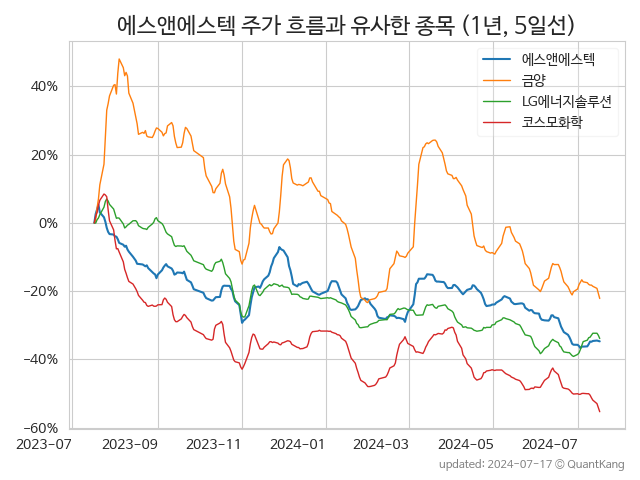 에스앤에스텍 주가 흐름과 유사한 종목 (1년, 5일선)
에스앤에스텍
금양
LG에너지솔루션
코스모화학
40%
20%
0%
−20%
−40%
−60%
2023-07 2023-09 2023-11 2024-01 2024-03 2024-05 2024-07
updated: 2024-07-17 © QuantKang